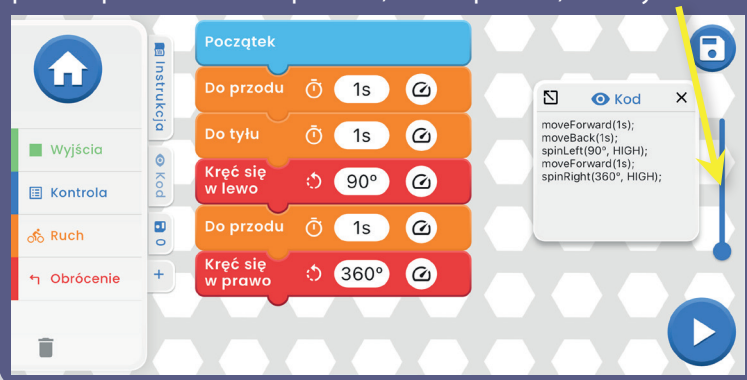 Początek
Do przodu 1s
Do tyłu 1s
Kręć się
w lewo 90°
Do przodu 1s
Kręć się
w prawo 360°
Wyjścia
Kontrola
Ruch
Obrócenie
Instrukcja
Kod
0
+
Kod
moveForward(1s);
moveBack(1s);
spinLeft(90°, HIGH);
moveForward(1s);
spinRight(360°, HIGH);